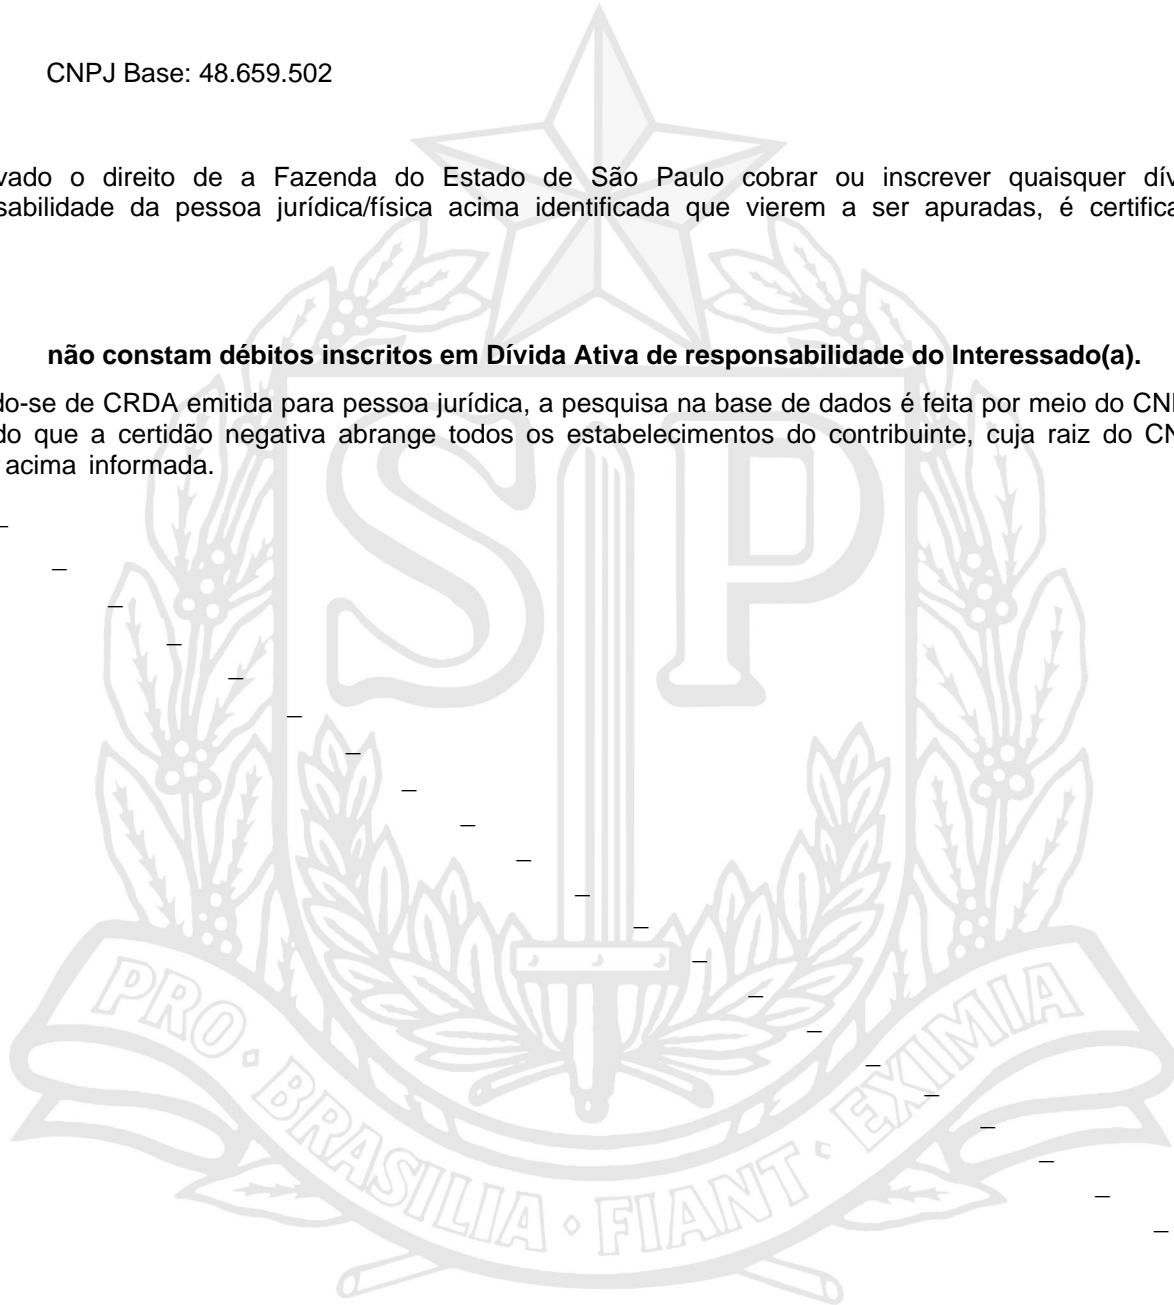 CNPJ Base: 48.659.502
vado o direito de a Fazenda do Estado de São Paulo cobrar ou inscrever quaisquer dív
sabilidade da pessoa jurídica/física acima identificada que vierem a ser apuradas, é certifica
não constam débitos inscritos em Dívida Ativa de responsabilidade do Interessado(a).
do-se de CRDA emitida para pessoa jurídica, a pesquisa na base de dados é feita por meio do CN
do que a certidão negativa abrange todos os estabelecimentos do contribuinte, cuja raiz do CN
acima informada.
SP
PRO · BRASILIA · FIANT · EXIMIA